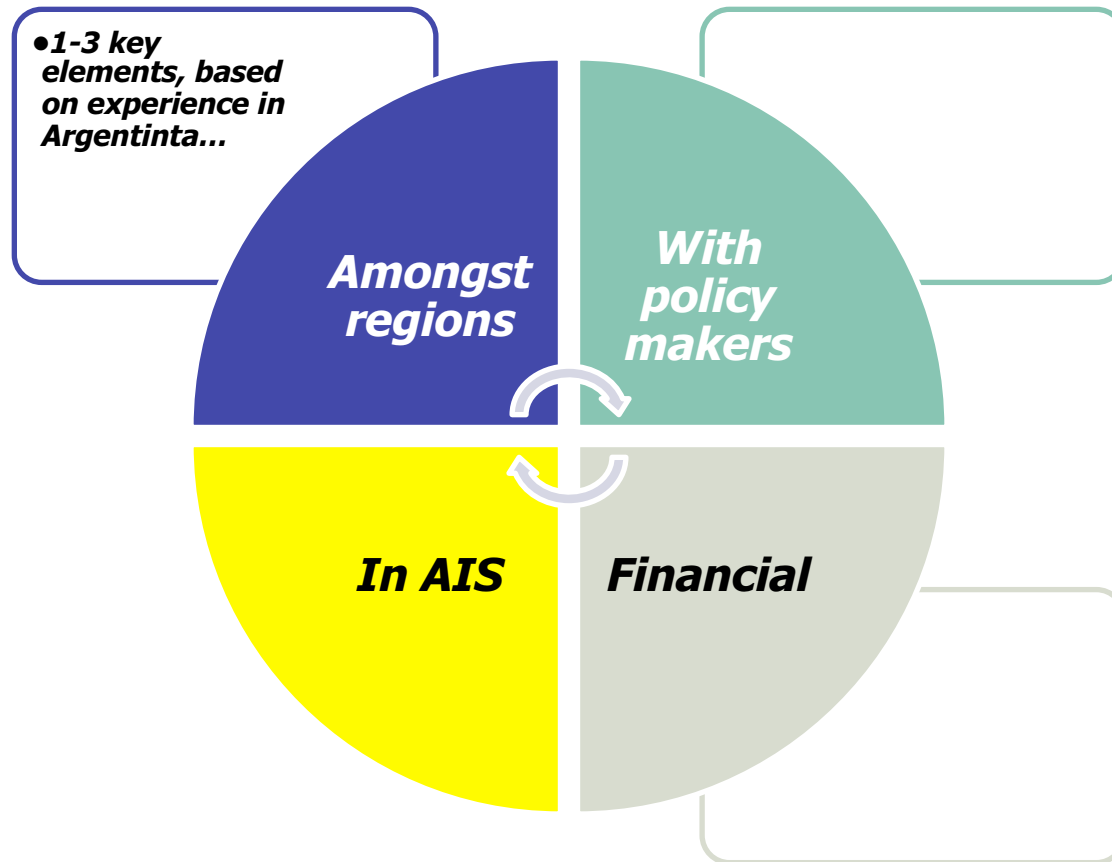 •1-3 key
elements, based
on experience in
Argentinta...
Amongst
regions
With
policy
makers
In AIS
Financial